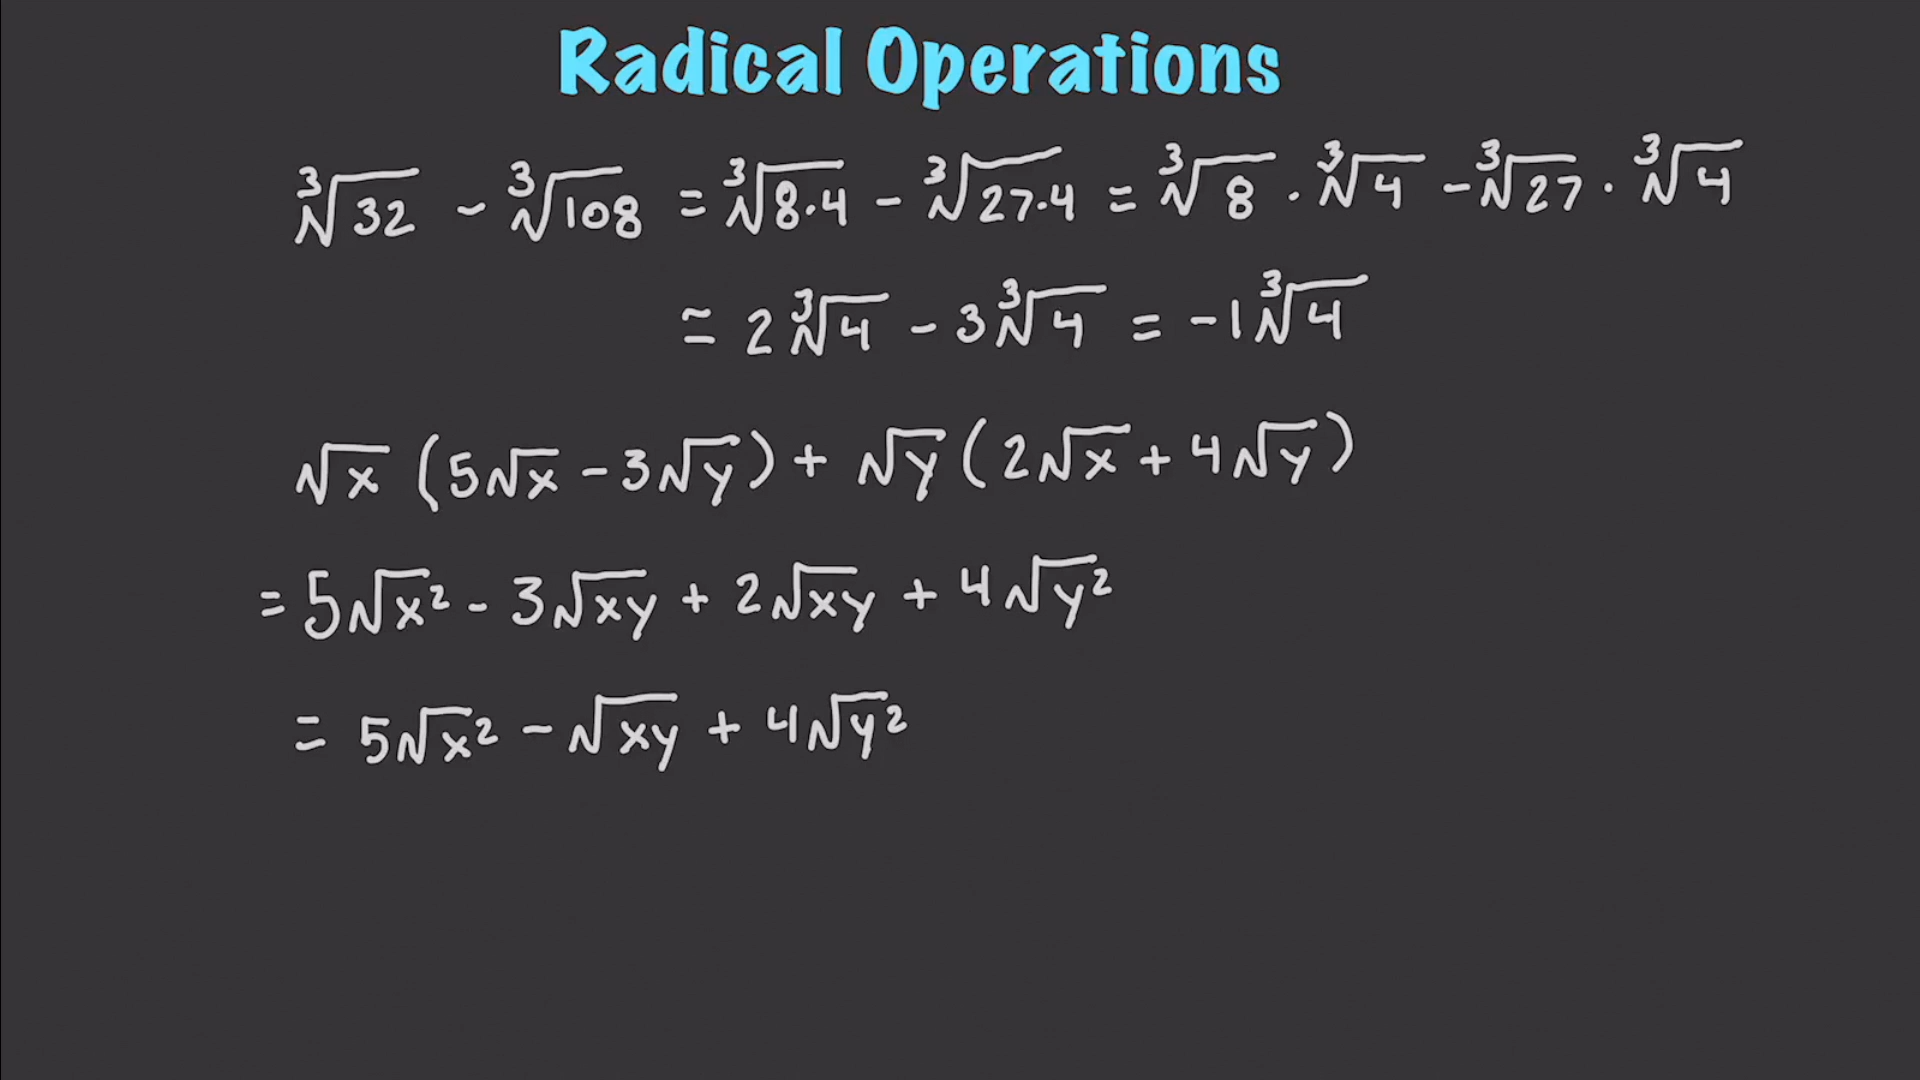 Radical Operations
∛32 - ∛108 = ∛8·4 - ∛27·4 = ∛8 · ∛4 - ∛27 · ∛4
= 2∛4 - 3∛4 = -1∛4
√x (5√x - 3√y) + √y (2√x + 4√y)
= 5√x² - 3√xy + 2√xy + 4√y²
= 5√x² - √xy + 4√y²